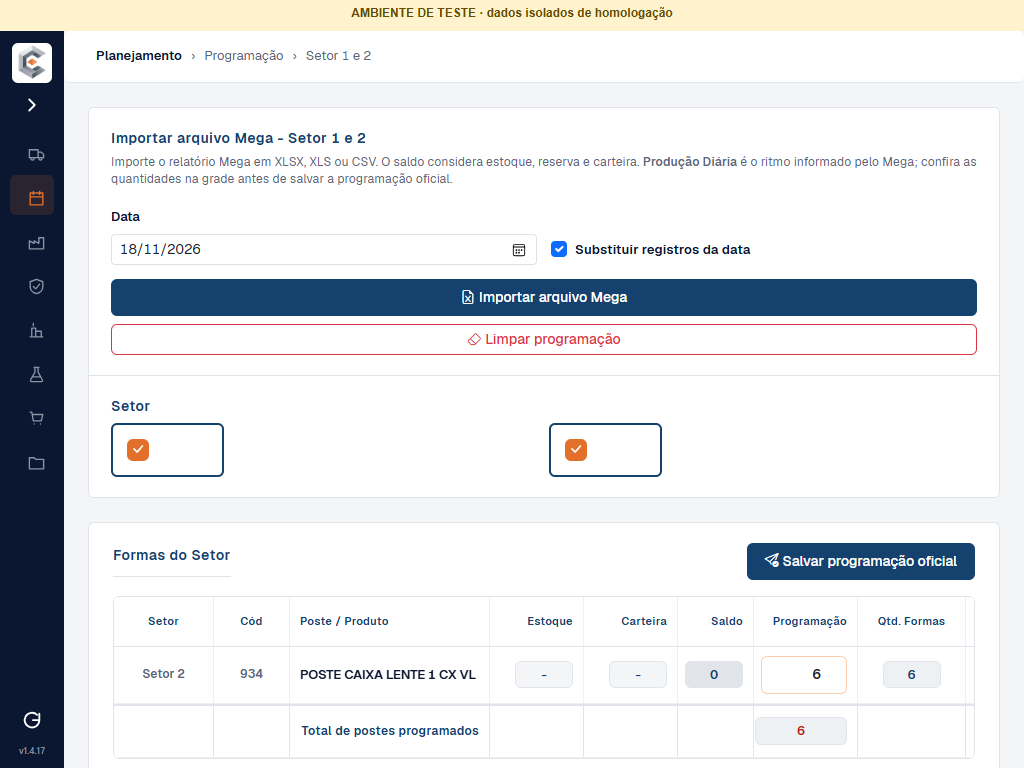 AMBIENTE DE TESTE · dados isolados de homologação
Planejamento › Programação › Setor 1 e 2
Importar arquivo Mega - Setor 1 e 2
Importe o relatório Mega em XLSX, XLS ou CSV. O saldo considera estoque, reserva e carteira. Produção Diária é o ritmo informado pelo Mega; confira as
quantidades na grade antes de salvar a programação oficial.
Data
18/11/2026
Substituir registros da data
Importar arquivo Mega
Limpar programação
Setor
Formas do Setor
Salvar programação oficial
Setor Cód Poste / Produto Estoque Carteira Saldo Programação Qtd. Formas
Setor 2 934 POSTE CAIXA LENTE 1 CX VL - - 0 6 6
Total de postes programados 6
v1.4.17